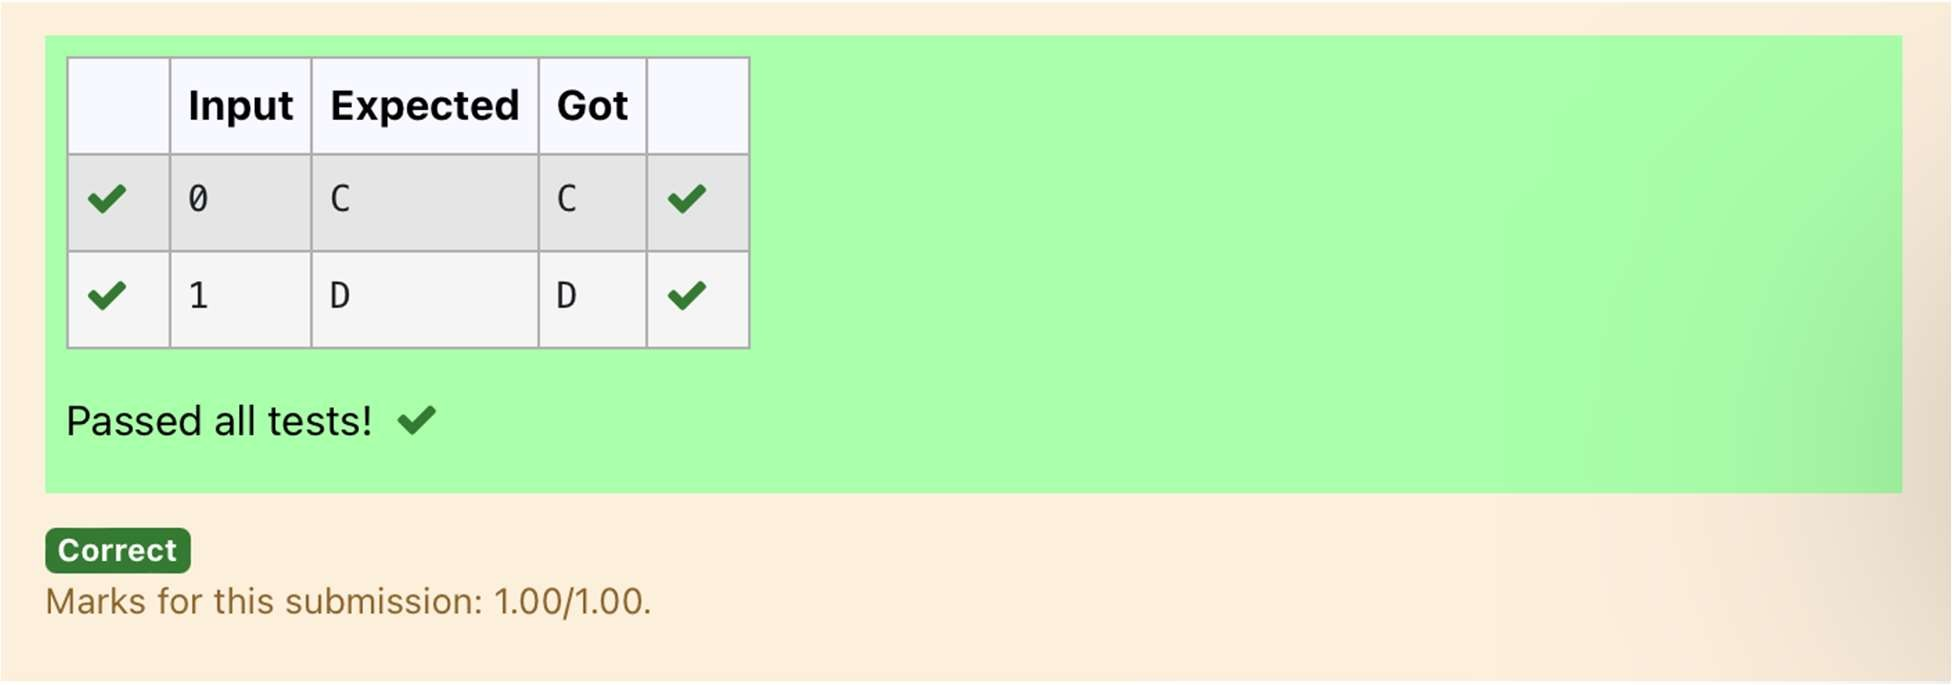 Input Expected Got
0 C C
1 D D
Passed all tests!
Correct
Marks for this submission: 1.00/1.00.